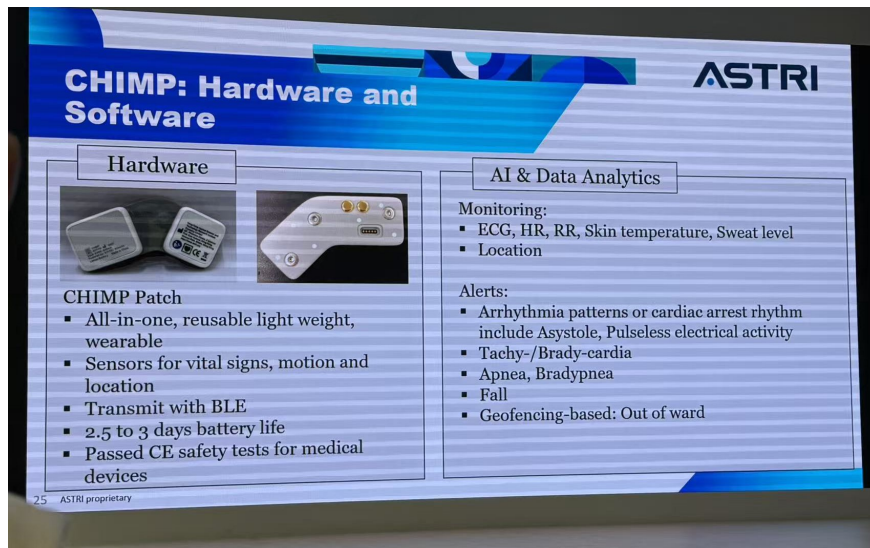 CHIMP: Hardware and
Software
ASTRI
Hardware
CHIMP Patch
▪ All-in-one, reusable light weight,
wearable
▪ Sensors for vital signs, motion and
location
▪ Transmit with BLE
▪ 2.5 to 3 days battery life
▪ Passed CE safety tests for medical
devices
AI & Data Analytics
Monitoring:
▪ ECG, HR, RR, Skin temperature, Sweat level
▪ Location
Alerts:
▪ Arrhythmia patterns or cardiac arrest rhythm
include Asystole, Pulseless electrical activity
▪ Tachy-/Brady-cardia
▪ Apnea, Bradypnea
▪ Fall
▪ Geofencing-based: Out of ward
25 ASTRI proprietary